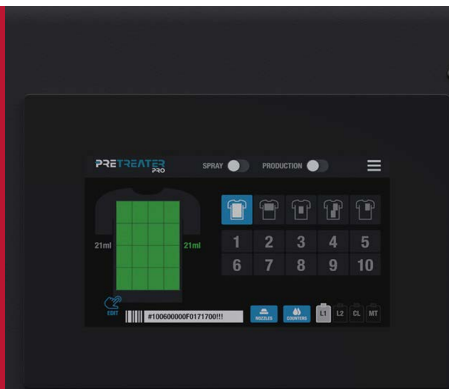 PRETREATER
PRO
SPRAY
PRODUCTION
21ml
21ml
1 2 3 4 5
6 7 8 9 10
EDIT
#100600000F0171700!!!
NOZZLES
COUNTERS
L1 L2 CL MT